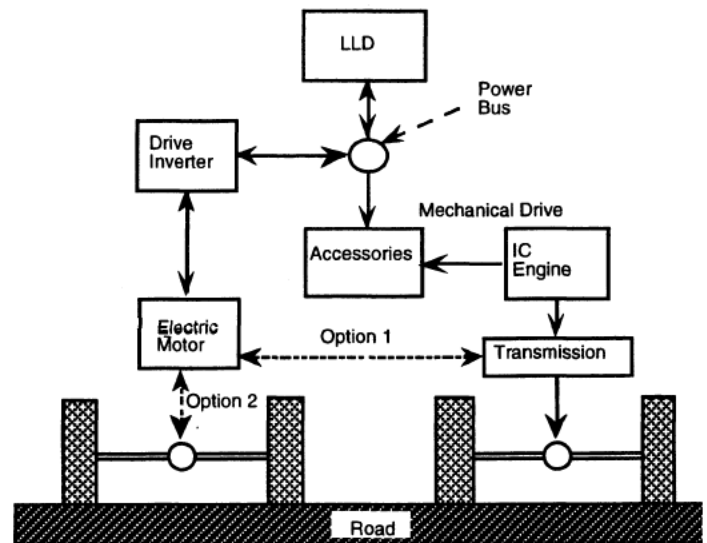 LLD
Power
Bus
Drive
Inverter
Mechanical Drive
Accessories
IC
Engine
Electric
Motor
Option 1
Transmission
Option 2
Road